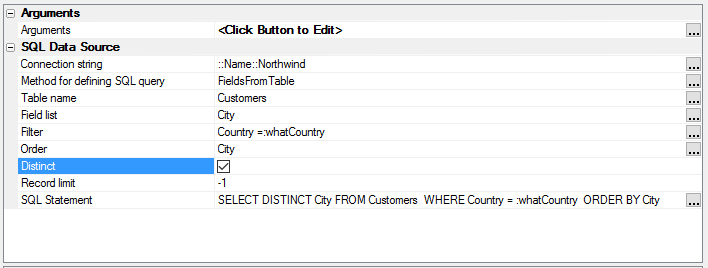 Arguments
Arguments <Click Button to Edit> ...
SQL Data Source
Connection string ::Name::Northwind ...
Method for defining SQL query FieldsFromTable ...
Table name Customers ...
Field list City ...
Filter Country =:whatCountry ...
Order City ...
Distinct
Record limit -1
SQL Statement SELECT DISTINCT City FROM Customers WHERE Country = :whatCountry ORDER BY City ...